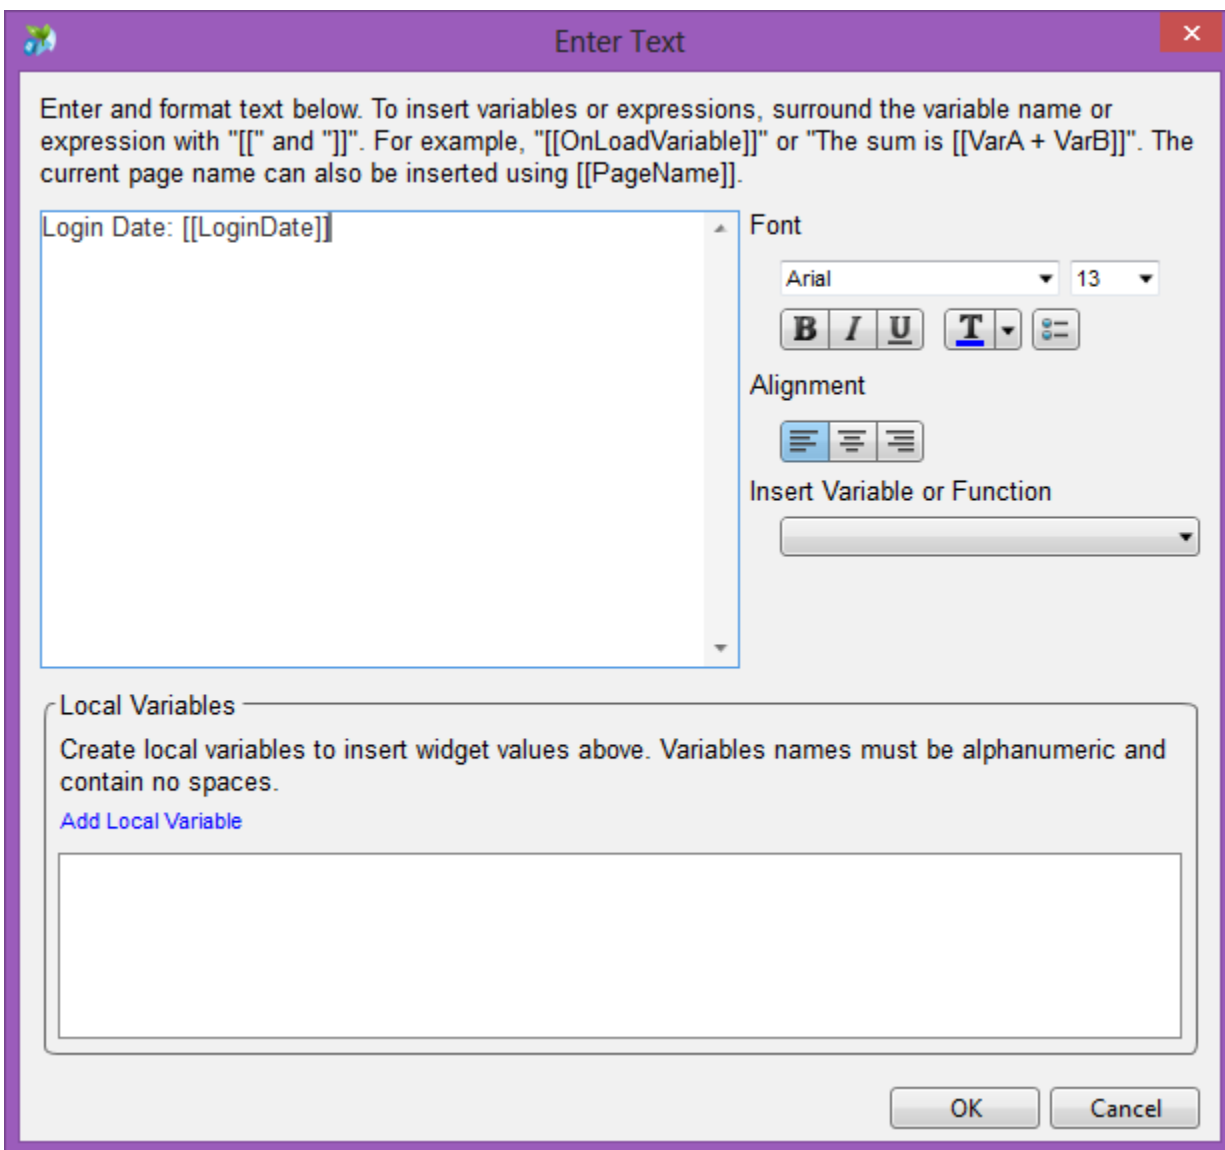 Enter Text
Enter and format text below. To insert variables or expressions, surround the variable name or
expression with "[[" and "]]". For example, "[[OnLoadVariable]]" or "The sum is [[VarA + VarB]]". The
current page name can also be inserted using [[PageName]].
Login Date: [[LoginDate]]
Font
Arial 13
B I U T
Alignment
Insert Variable or Function
Local Variables
Create local variables to insert widget values above. Variables names must be alphanumeric and
contain no spaces.
Add Local Variable
OK Cancel